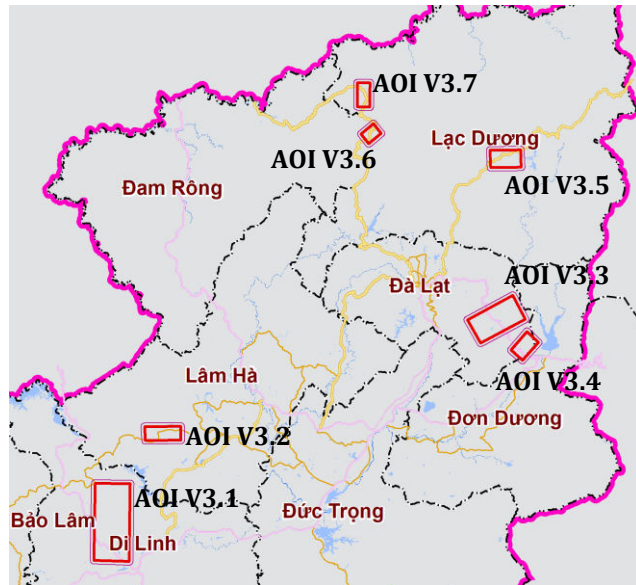 AOI V3.7
Lạc Dương
AOI V3.6
AOI V3.5
Đam Rông
AOI V3.3
Đà Lạt
AOI V3.4
Lâm Hà
Đơn Dương
AOI V3.2
AOI V3.1
Bảo Lâm
Đức Trọng
Di Linh